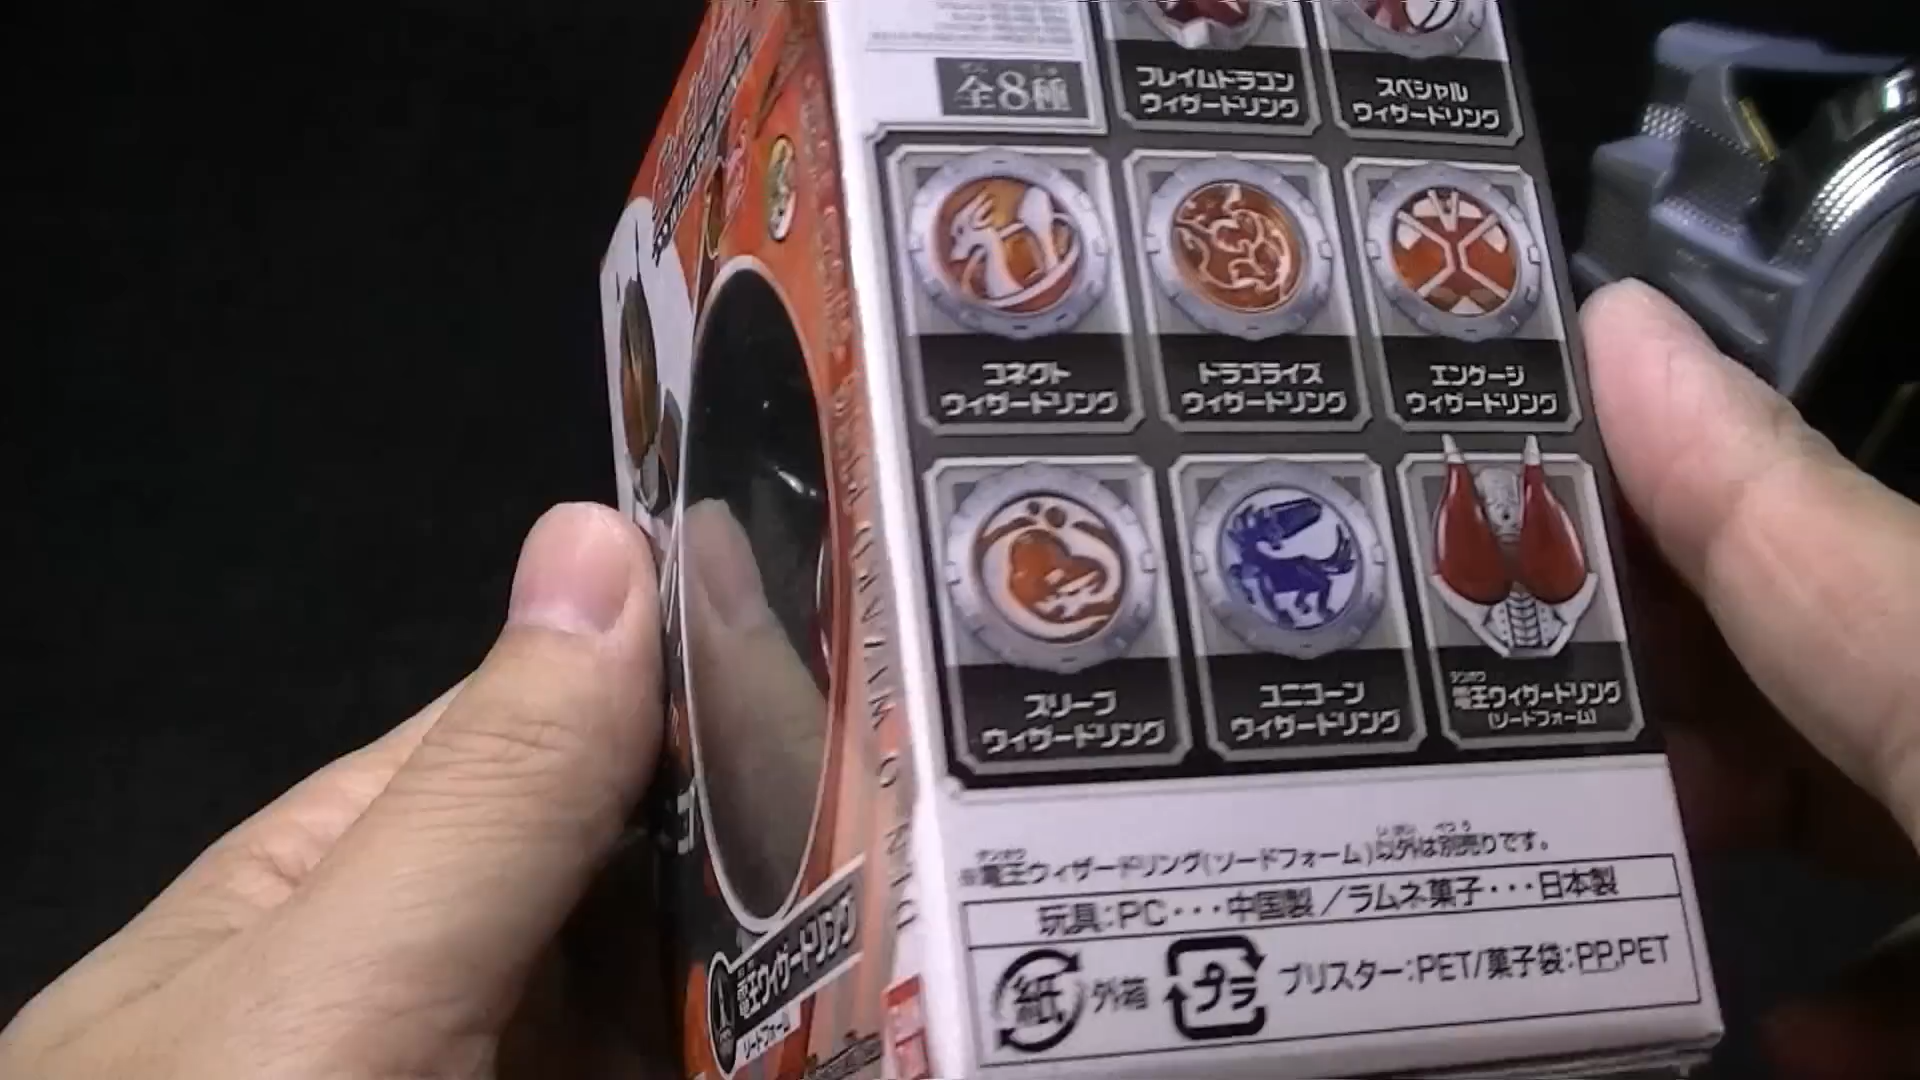 全8種
フレイムドラゴン
ウィザードリング
スペシャル
ウィザードリング
コネクト
ウィザードリング
ドラゴライズ
ウィザードリング
エンゲージ
ウィザードリング
スリープ
ウィザードリング
ユニコーン
ウィザードリング
デンオウ
電王ウィザードリング
(ソードフォーム)
※電王ウィザードリング(ソードフォーム)以外は別売りです。
玩具:PC・・・中国製/ラムネ菓子・・・日本製
紙 外箱 プラ ブリスター:PET/菓子袋:PP,PET
電王ウィザードリング
ソードフォーム